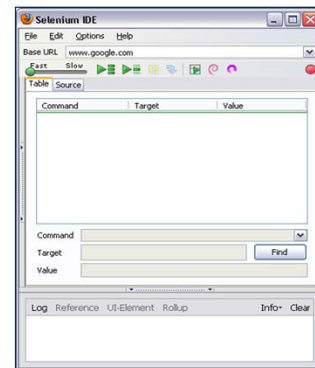 Selenium IDE
File Edit Options Help
Base URL www.google.com
Fast Slow
Table Source
Command Target Value
Command
Target Find
Value
Log Reference UI-Element Rollup Info Clear